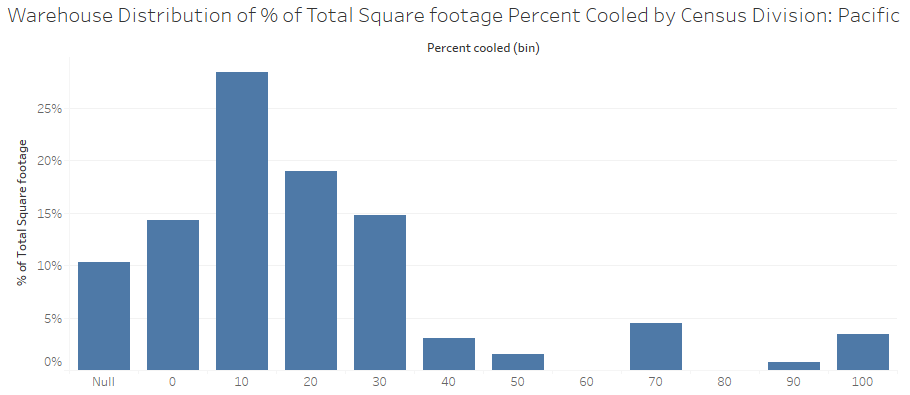 Warehouse Distribution of % of Total Square footage Percent Cooled by Census Division: Pacific
Percent cooled (bin)
% of Total Square footage
25%
20%
15%
10%
5%
0%
Null 0 10 20 30 40 50 60 70 80 90 100